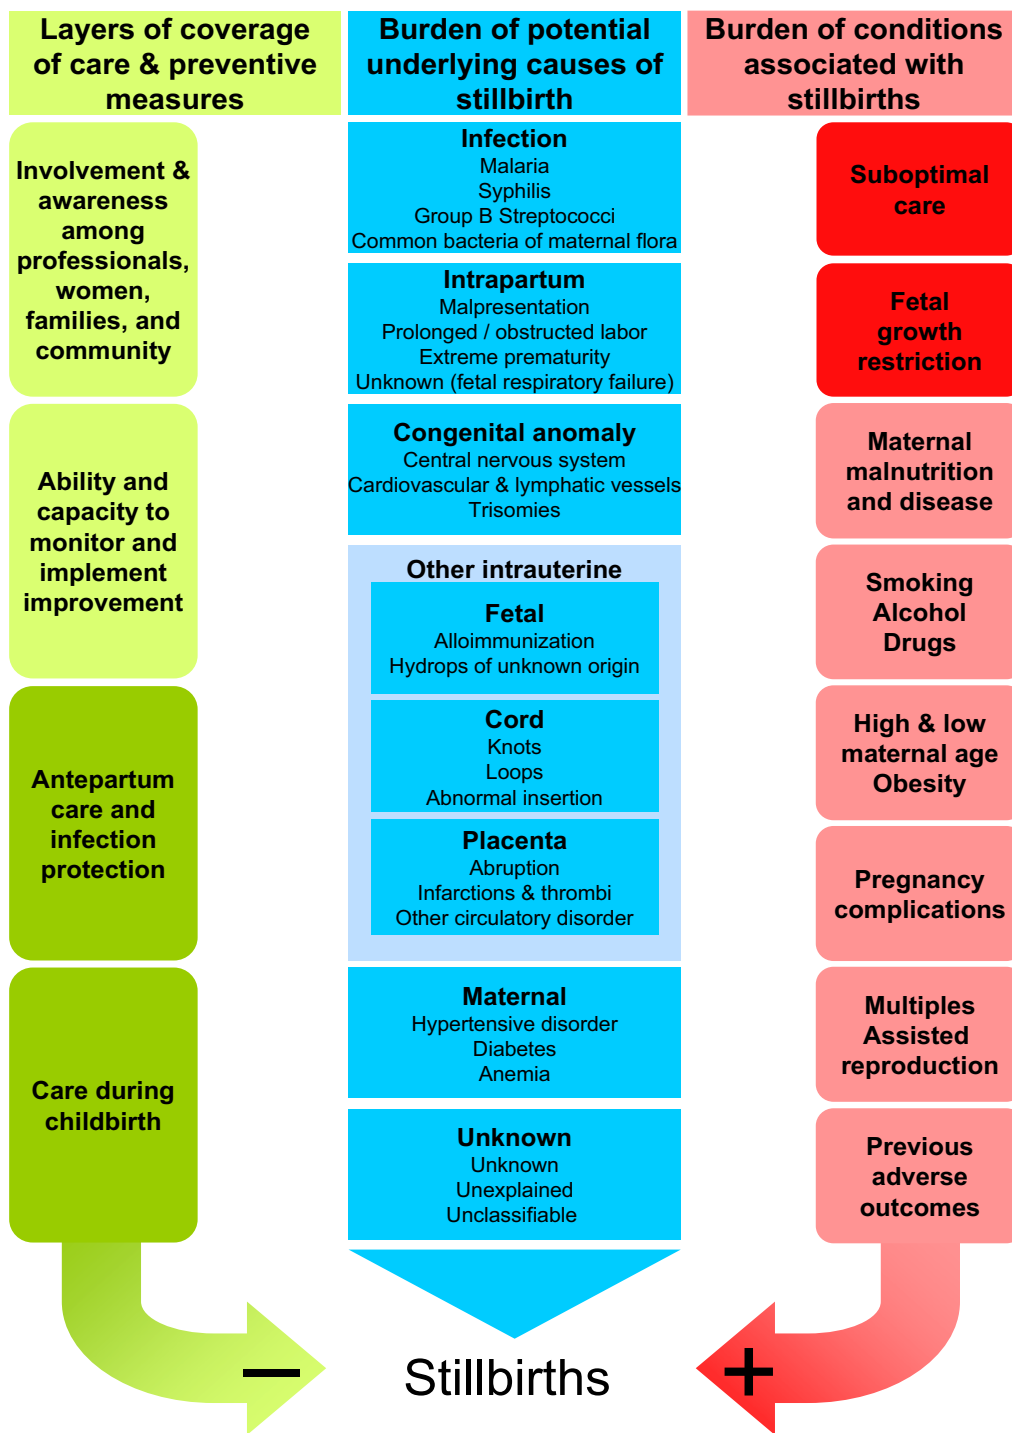 Layers of coverage
of care & preventive
measures
Involvement &
awareness
among
professionals,
women,
families, and
community
Ability and
capacity to
monitor and
implement
improvement
Antepartum
care and
infection
protection
Care during
childbirth
Burden of potential
underlying causes of
stillbirth
Infection
Malaria
Syphilis
Group B Streptococci
Common bacteria of maternal flora
Intrapartum
Malpresentation
Prolonged / obstructed labor
Extreme prematurity
Unknown (fetal respiratory failure)
Congenital anomaly
Central nervous system
Cardiovascular & lymphatic vessels
Trisomies
Other intrauterine
Fetal
Alloimmunization
Hydrops of unknown origin
Cord
Knots
Loops
Abnormal insertion
Placenta
Abruption
Infarctions & thrombi
Other circulatory disorder
Maternal
Hypertensive disorder
Diabetes
Anemia
Unknown
Unknown
Unexplained
Unclassifiable
Burden of conditions
associated with
stillbirths
Suboptimal
care
Fetal
growth
restriction
Maternal
malnutrition
and disease
Smoking
Alcohol
Drugs
High & low
maternal age
Obesity
Pregnancy
complications
Multiples
Assisted
reproduction
Previous
adverse
outcomes
− Stillbirths +